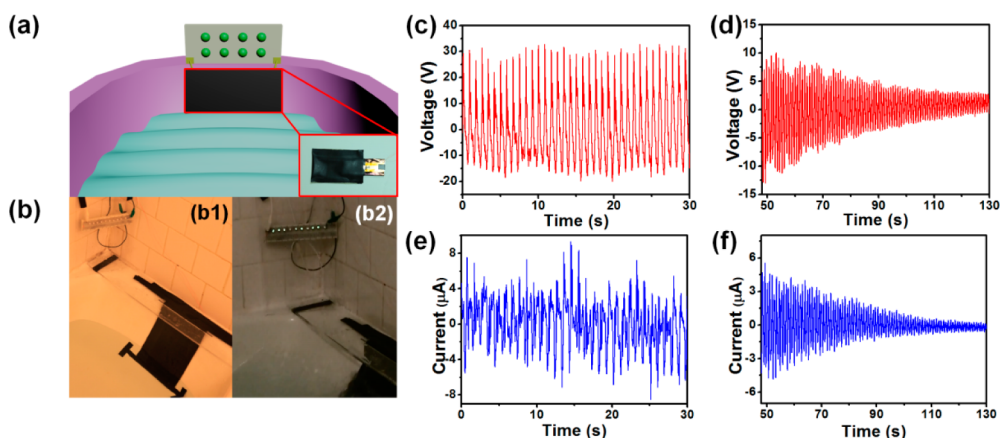 (a)
(b)
(b1)
(b2)
(c)
Voltage (V)
40
30
20
10
0
-10
-20
0 10 20 30
Time (s)
(d)
Voltage (V)
15
10
5
0
-5
-10
-15
50 70 90 110 130
Time (s)
(e)
Current (μA)
8
4
0
-4
-8
0 10 20 30
Time (s)
(f)
Current (μA)
6
3
0
-3
-6
50 70 90 110 130
Time (s)